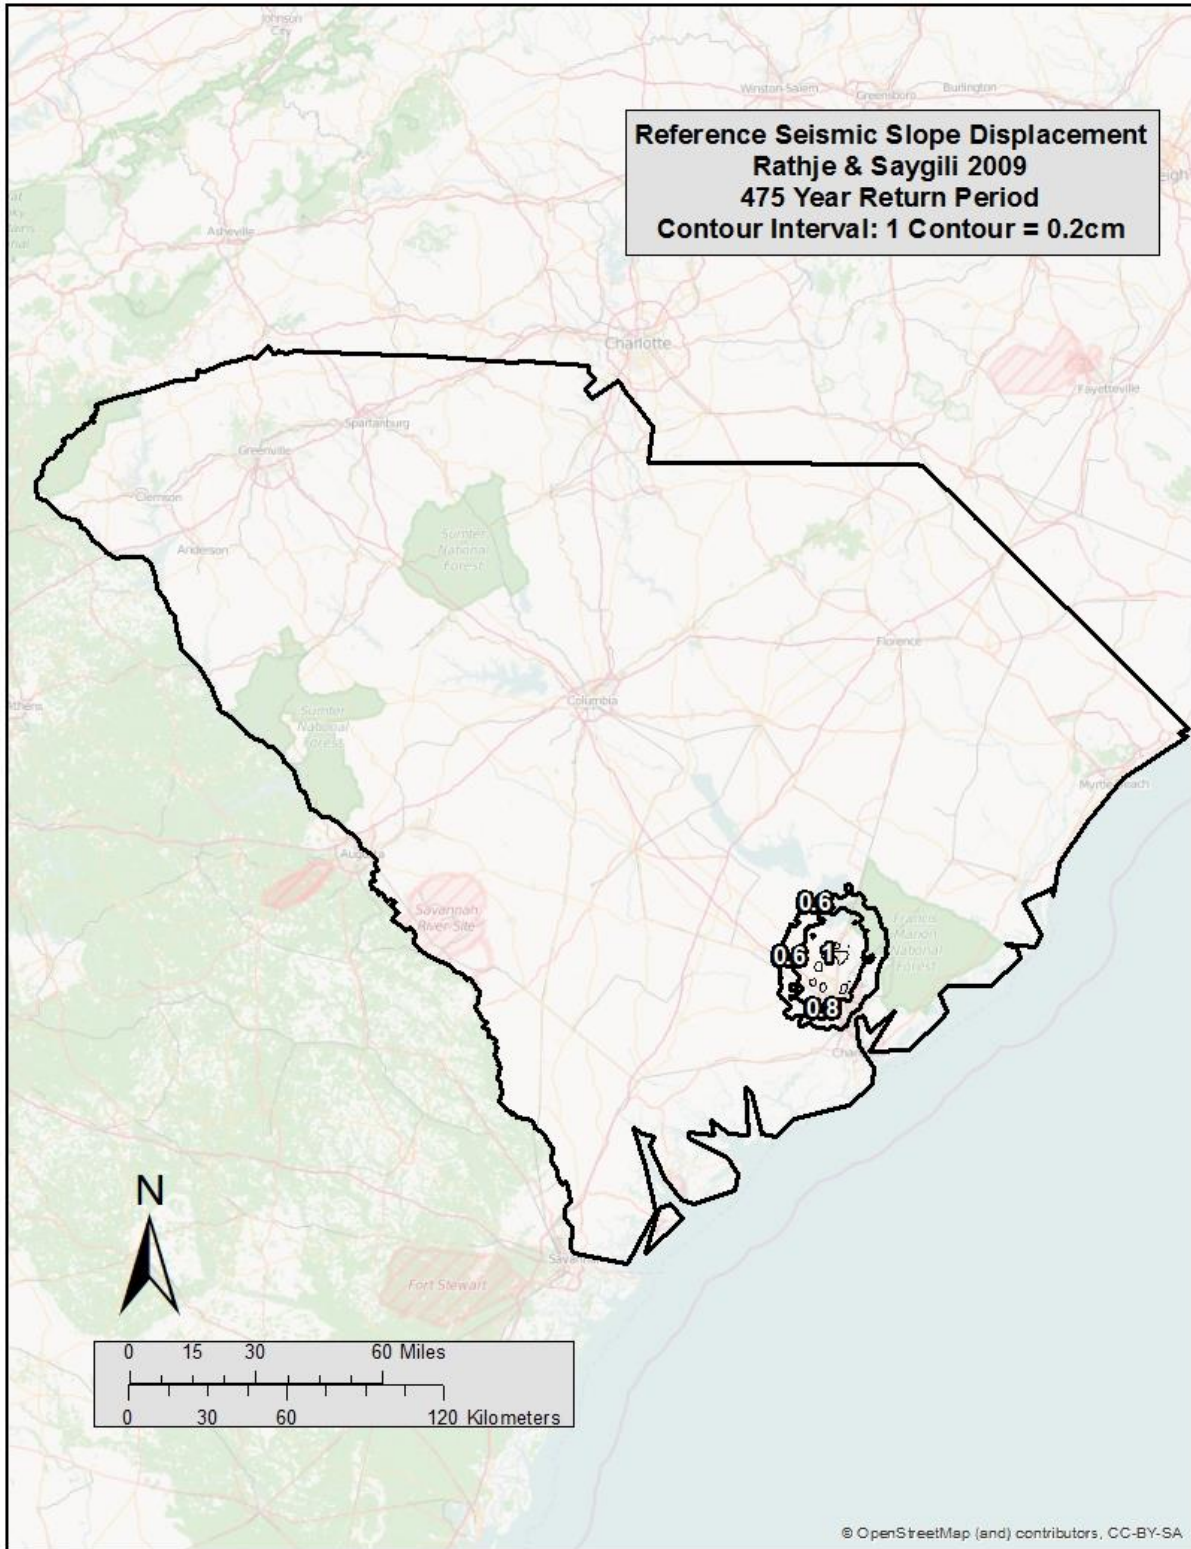 Johnson
City
Winston-Salem
Greensboro
Burlington
Reference Seismic Slope Displacement
Rathje & Saygili 2009
475 Year Return Period
Contour Interval: 1 Contour = 0.2cm
Asheville
Charlotte
Fayetteville
Spartanburg
Greenville
Clemson
Anderson
Sumter
National
Forest
Florence
Columbia
Sumter
National
Forest
Myrtle Beach
Savannah
River Site
0.6
Francis
Marion
National
Forest
0.6
1
0.8
N
Fort Stewart
0 15 30 60 Miles
0 30 60 120 Kilometers
© OpenStreetMap (and) contributors, CC-BY-SA